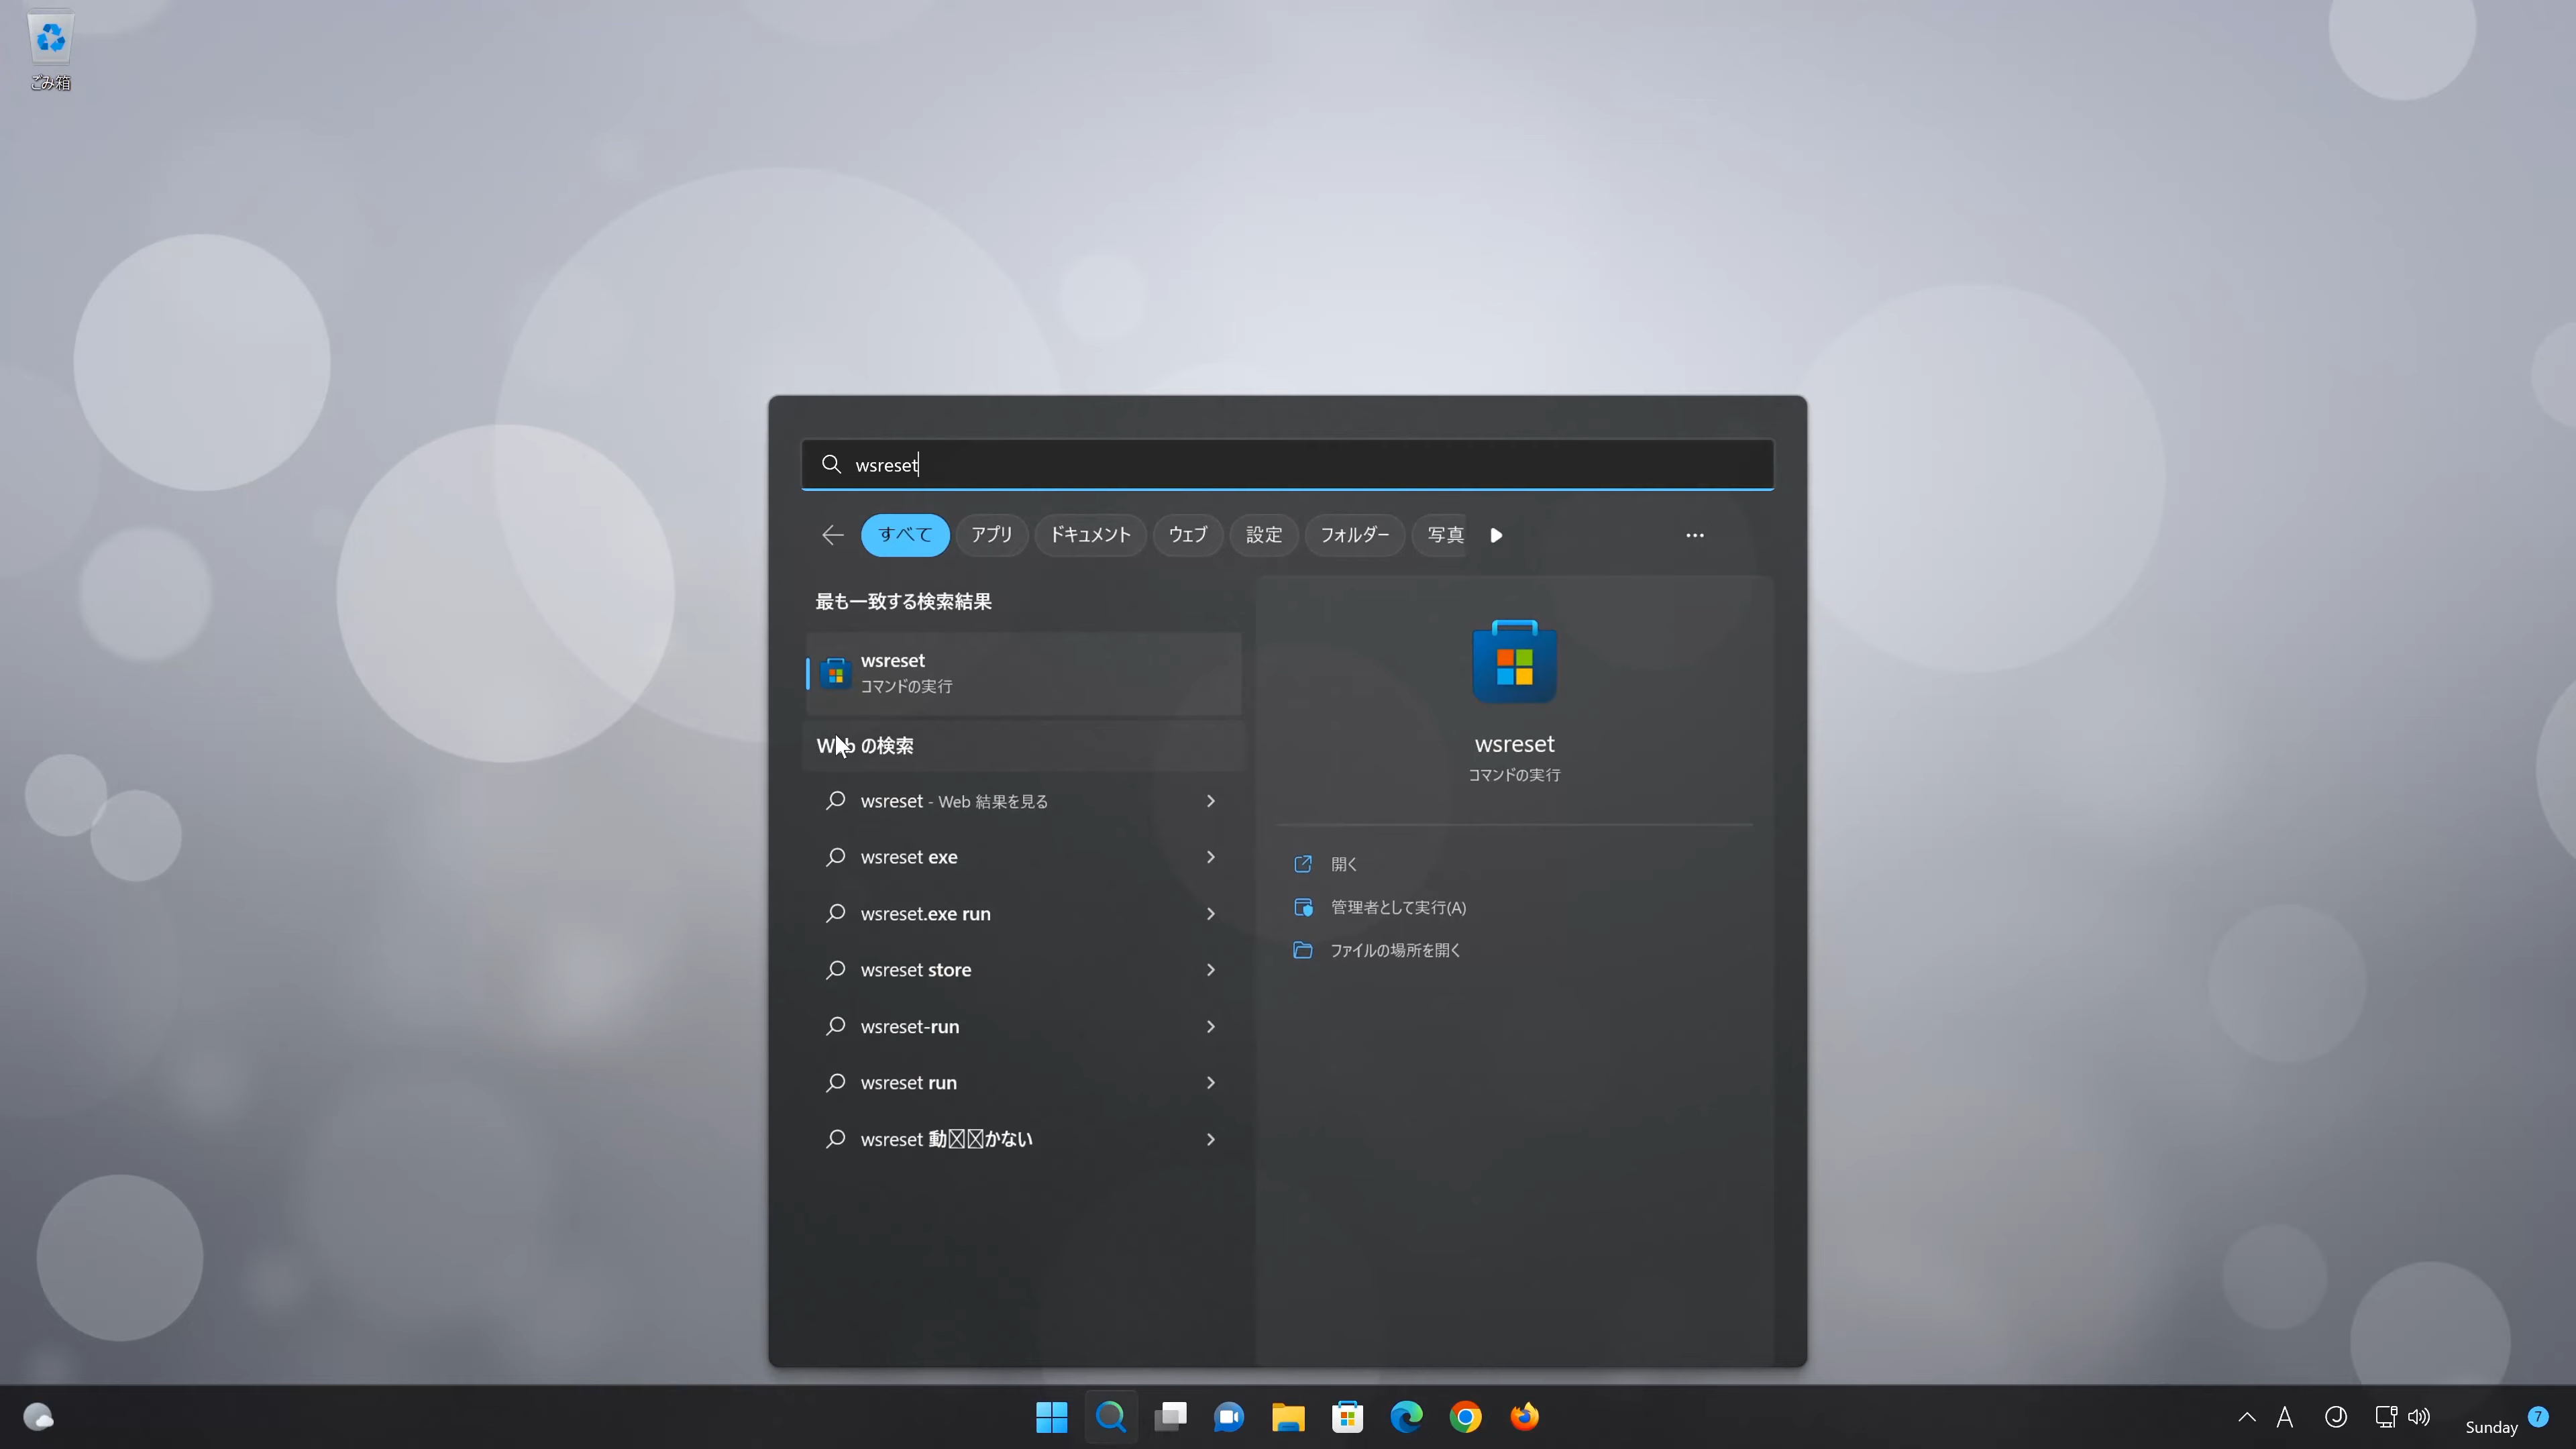 ごみ箱
wsreset
すべて
アプリ
ドキュメント
ウェブ
設定
フォルダー
写真
最も一致する検索結果
wsreset
コマンドの実行
Web の検索
wsreset - Web 結果を見る
wsreset exe
wsreset.exe run
wsreset store
wsreset-run
wsreset run
wsreset 動かない
wsreset
コマンドの実行
開く
管理者として実行(A)
ファイルの場所を開く
A
Sunday
7